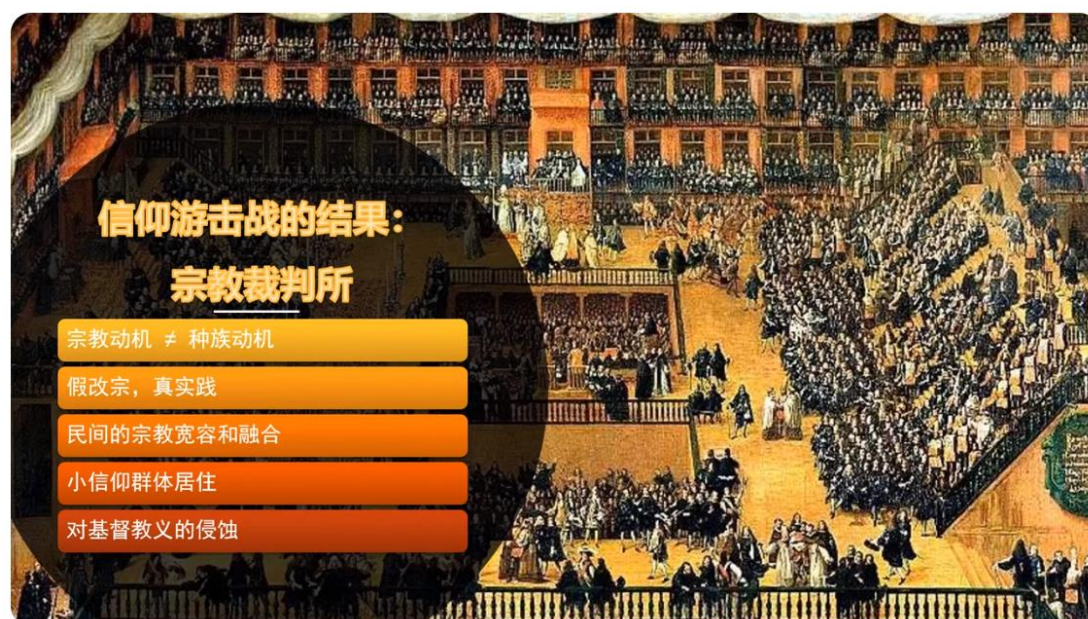 信仰游击战的结果：
宗教裁判所
宗教动机 ≠ 种族动机
假改宗，真实践
民间的宗教宽容和融合
小信仰群体居住
对基督教义的侵蚀